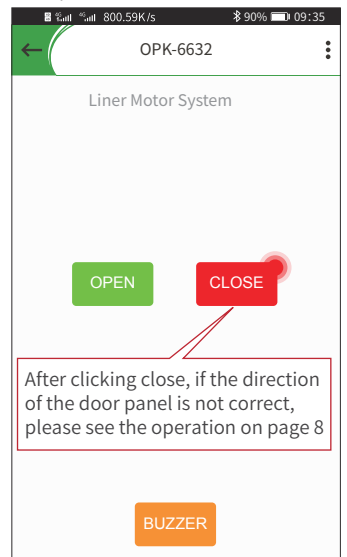 800.59K/s 90% 09:35
OPK-6632
Liner Motor System
OPEN CLOSE
After clicking close, if the direction
of the door panel is not correct,
please see the operation on page 8
BUZZER